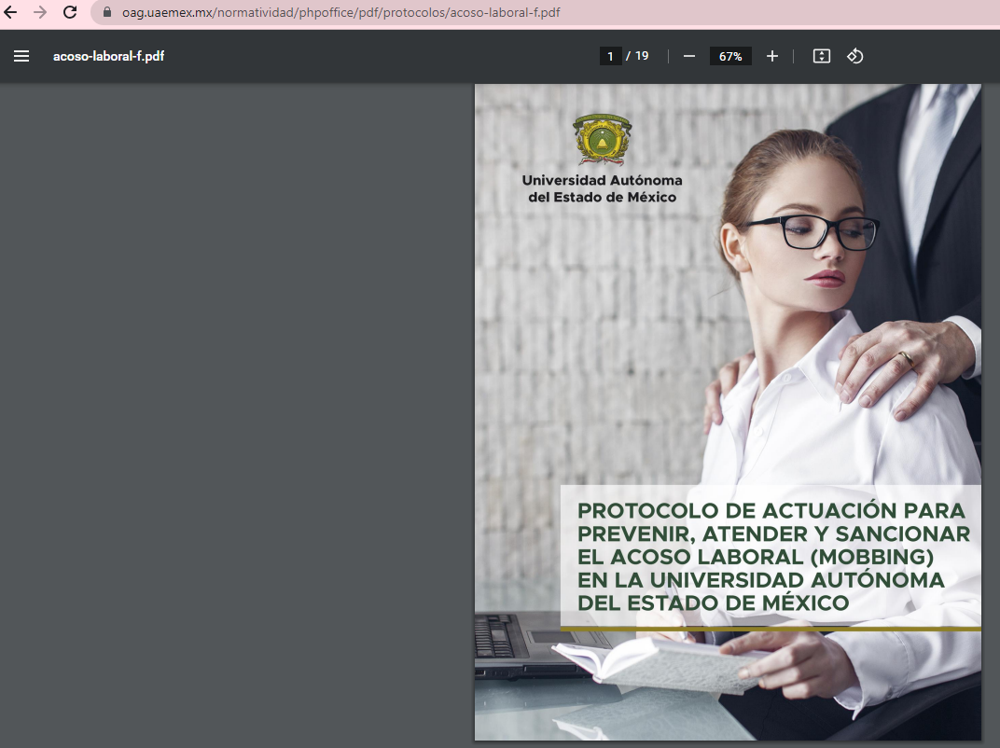 oag.uaemex.mx/normatividad/phpoffice/pdf/protocolos/acoso-laboral-f.pdf
acoso-laboral-f.pdf
1 / 19
67%
Universidad Autónoma
del Estado de México
PROTOCOLO DE ACTUACIÓN PARA
PREVENIR, ATENDER Y SANCIONAR
EL ACOSO LABORAL (MOBBING)
EN LA UNIVERSIDAD AUTÓNOMA
DEL ESTADO DE MÉXICO